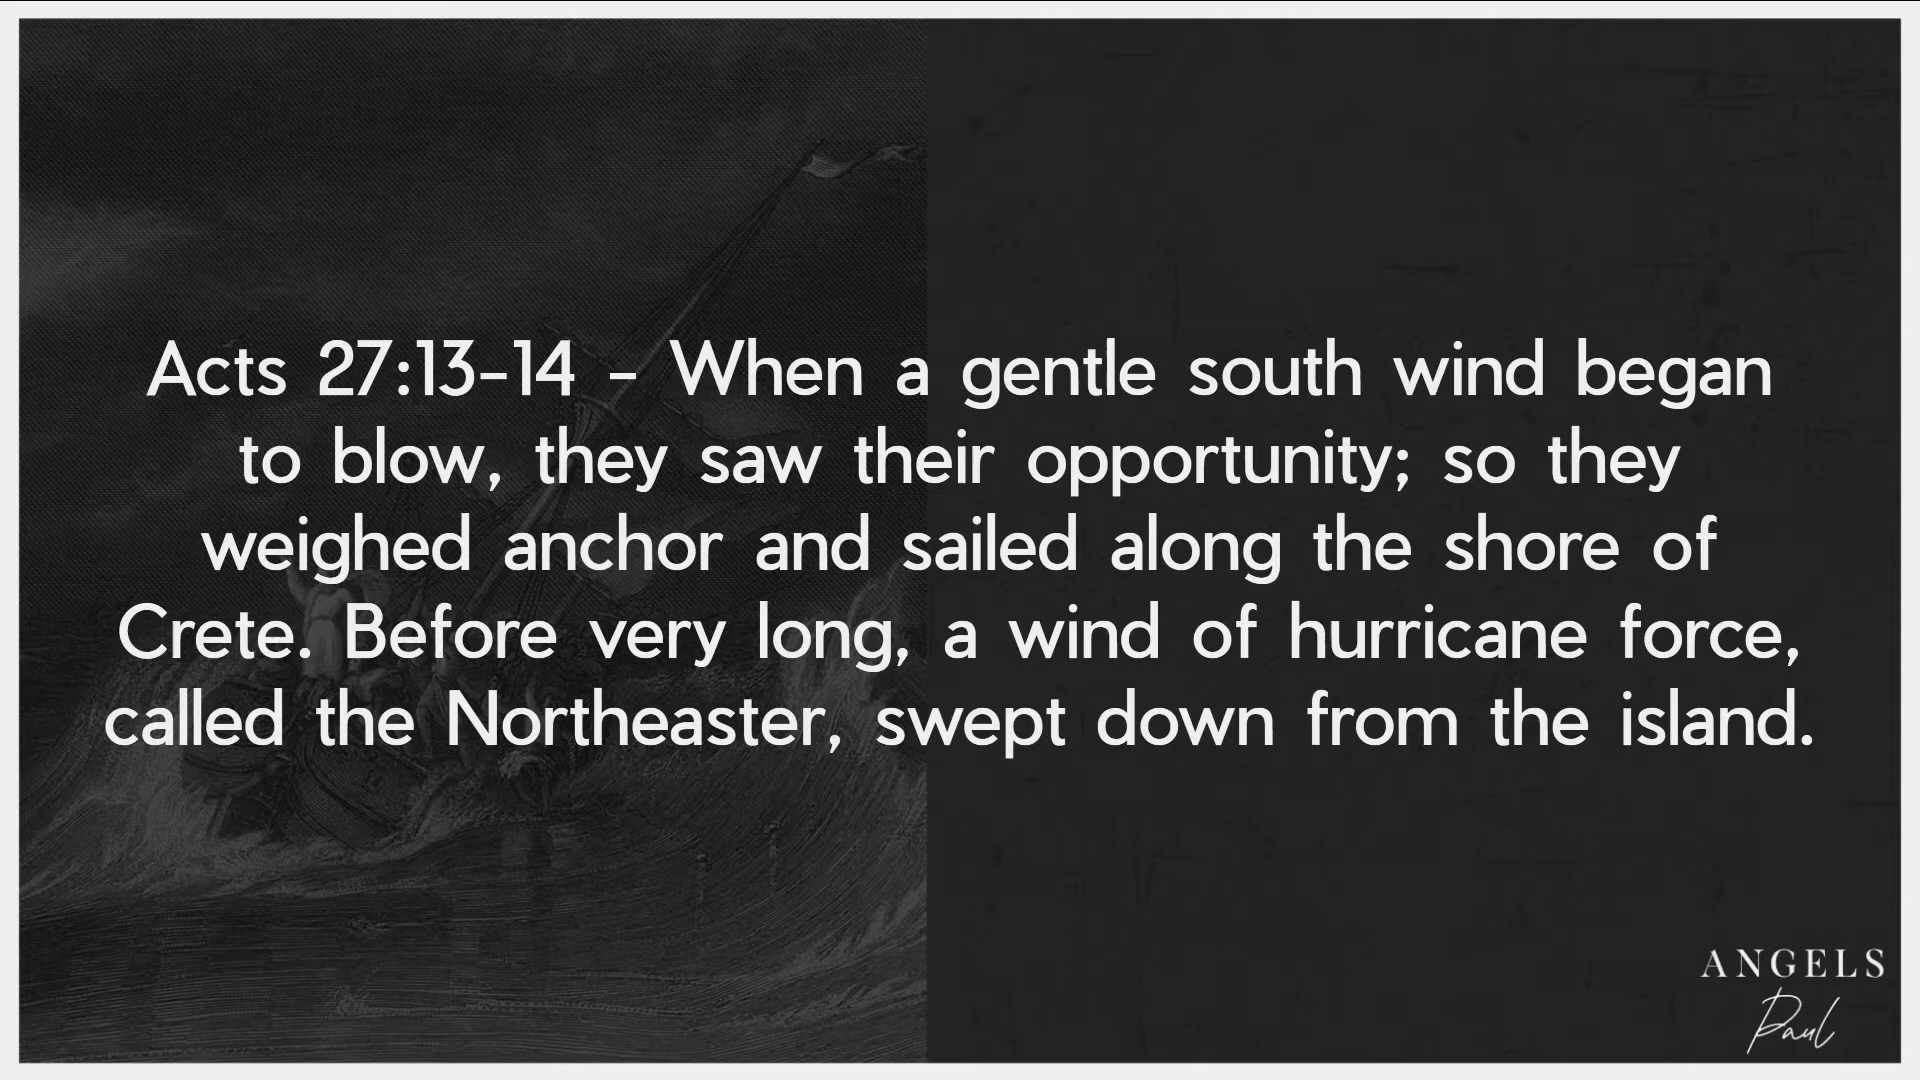 Acts 27:13-14 - When a gentle south wind began
to blow, they saw their opportunity; so they
weighed anchor and sailed along the shore of
Crete. Before very long, a wind of hurricane force,
called the Northeaster, swept down from the island.
ANGELS
Paul